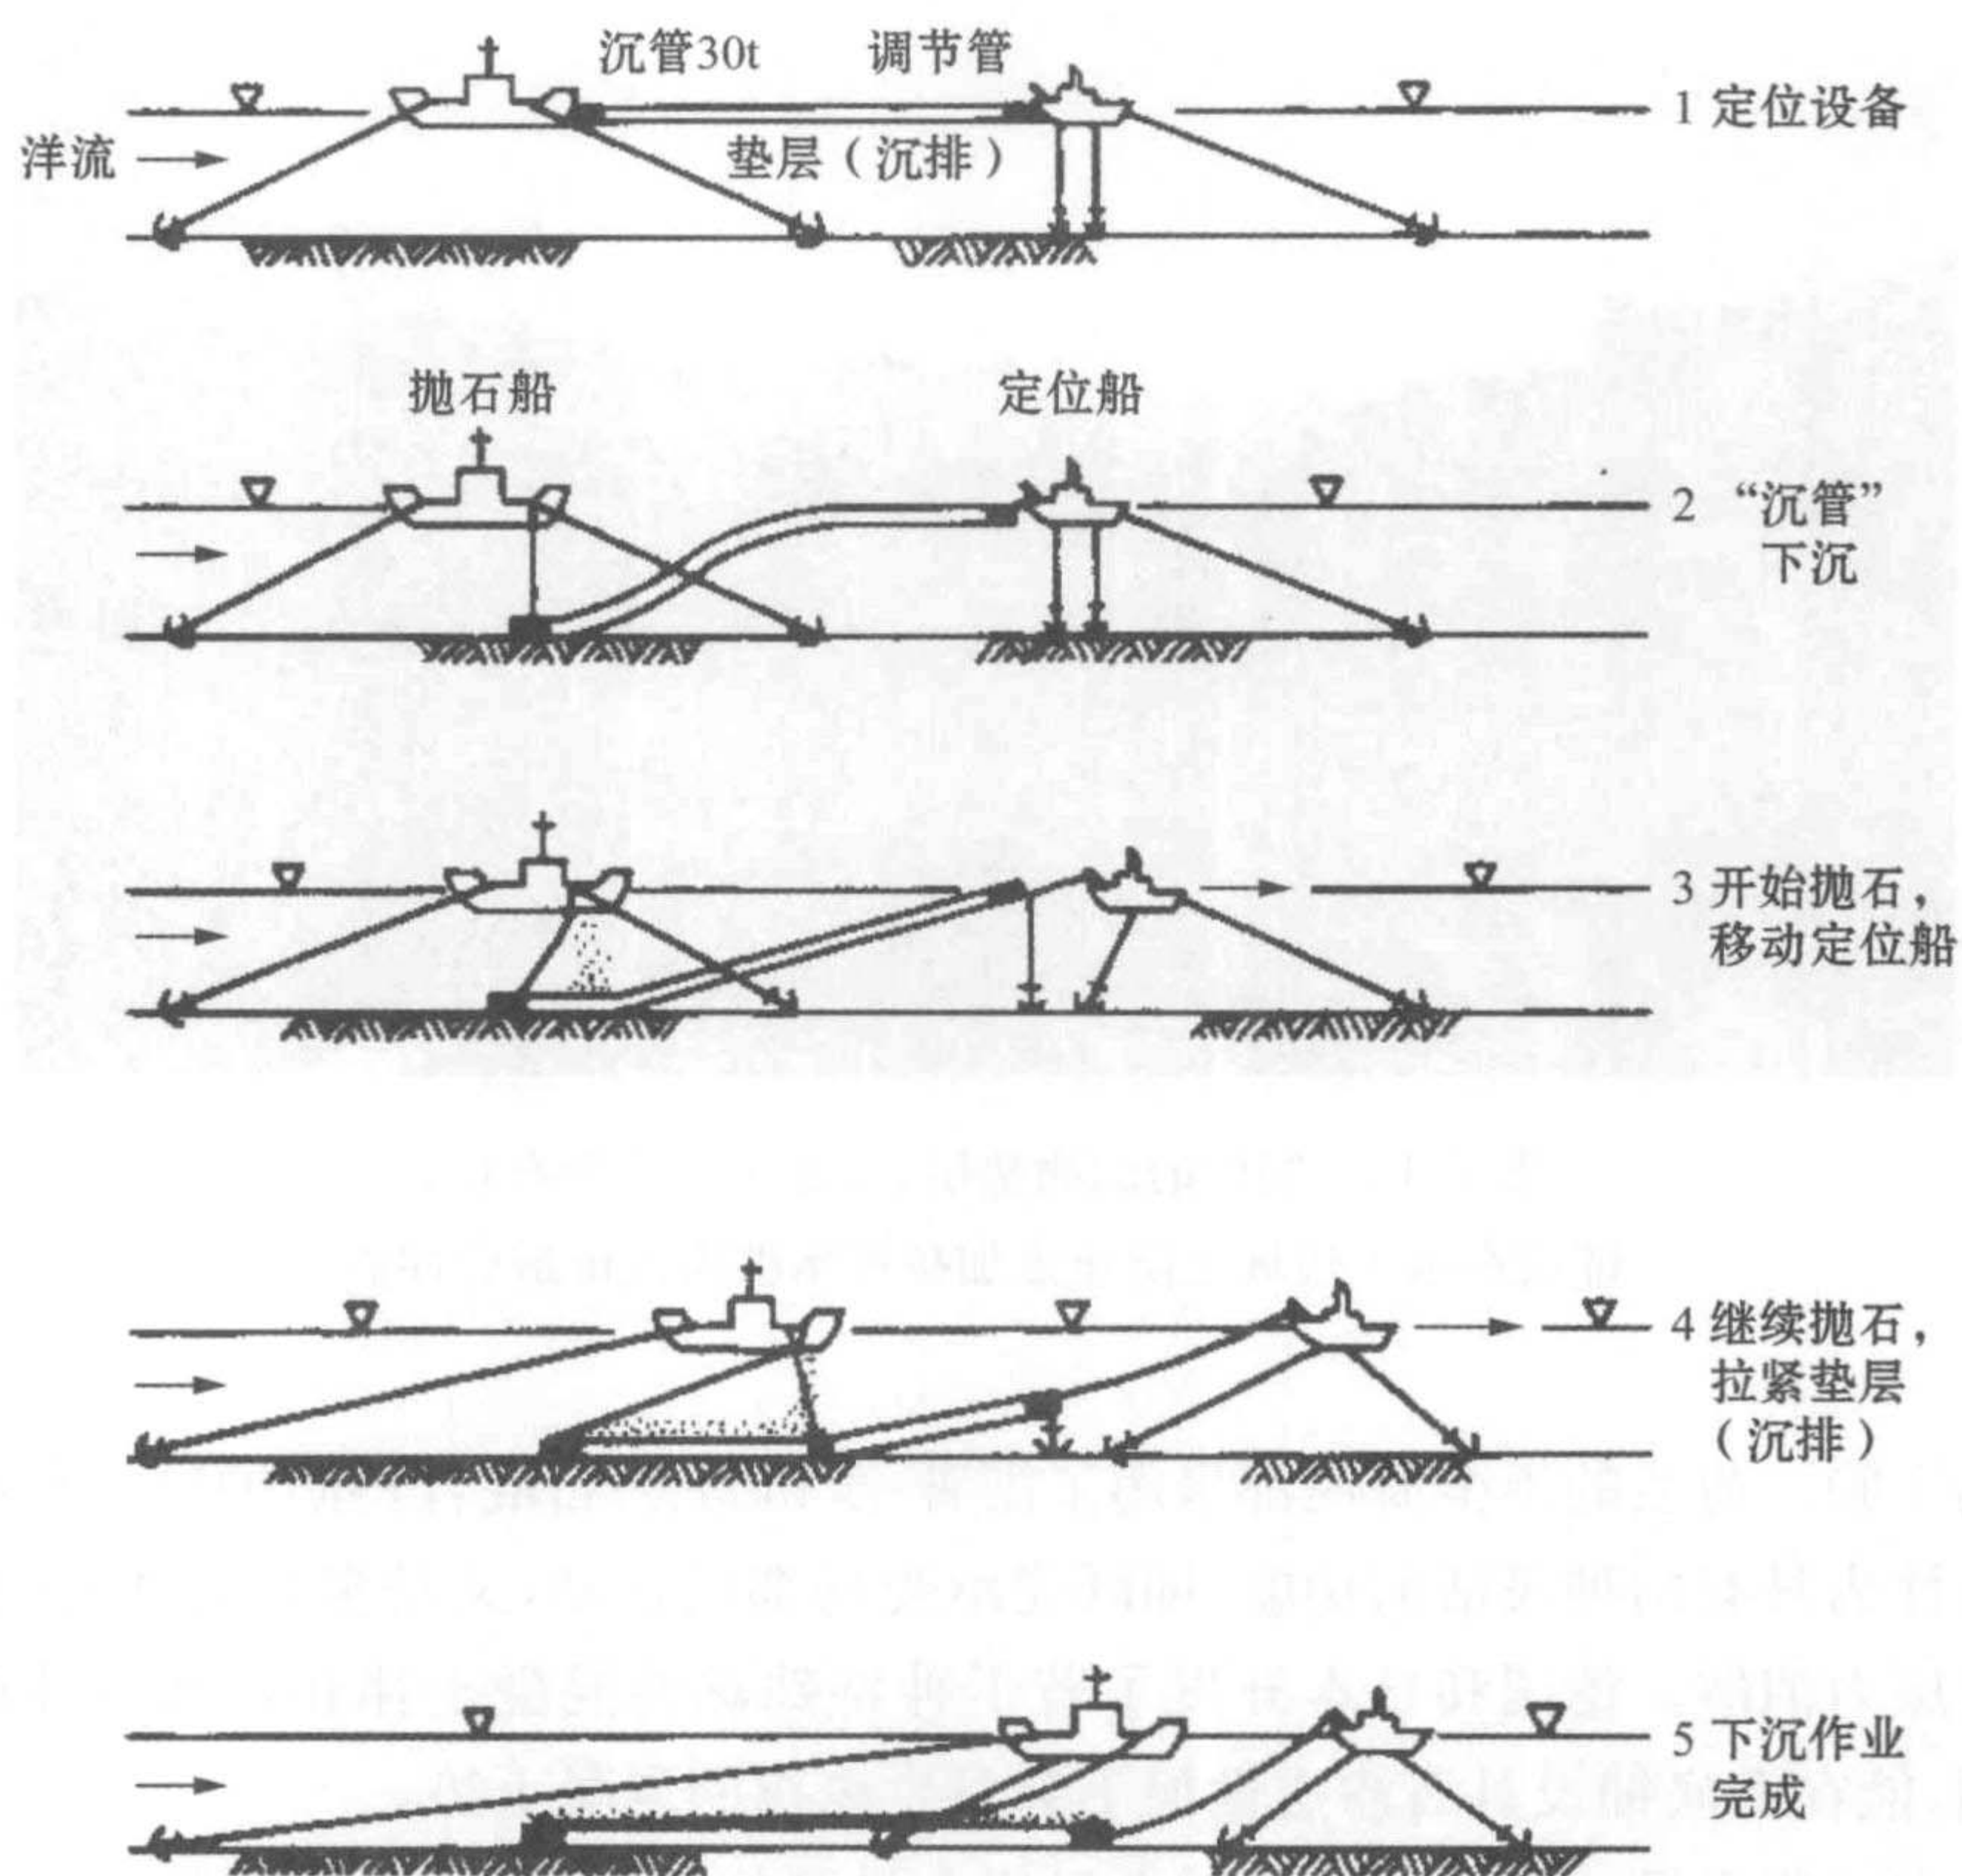 沉管30t 调节管
1 定位设备
洋流
垫层（沉排）
抛石船 定位船
2 “沉管”
下沉
3 开始抛石，
移动定位船
4 继续抛石，
拉紧垫层
（沉排）
5 下沉作业
完成